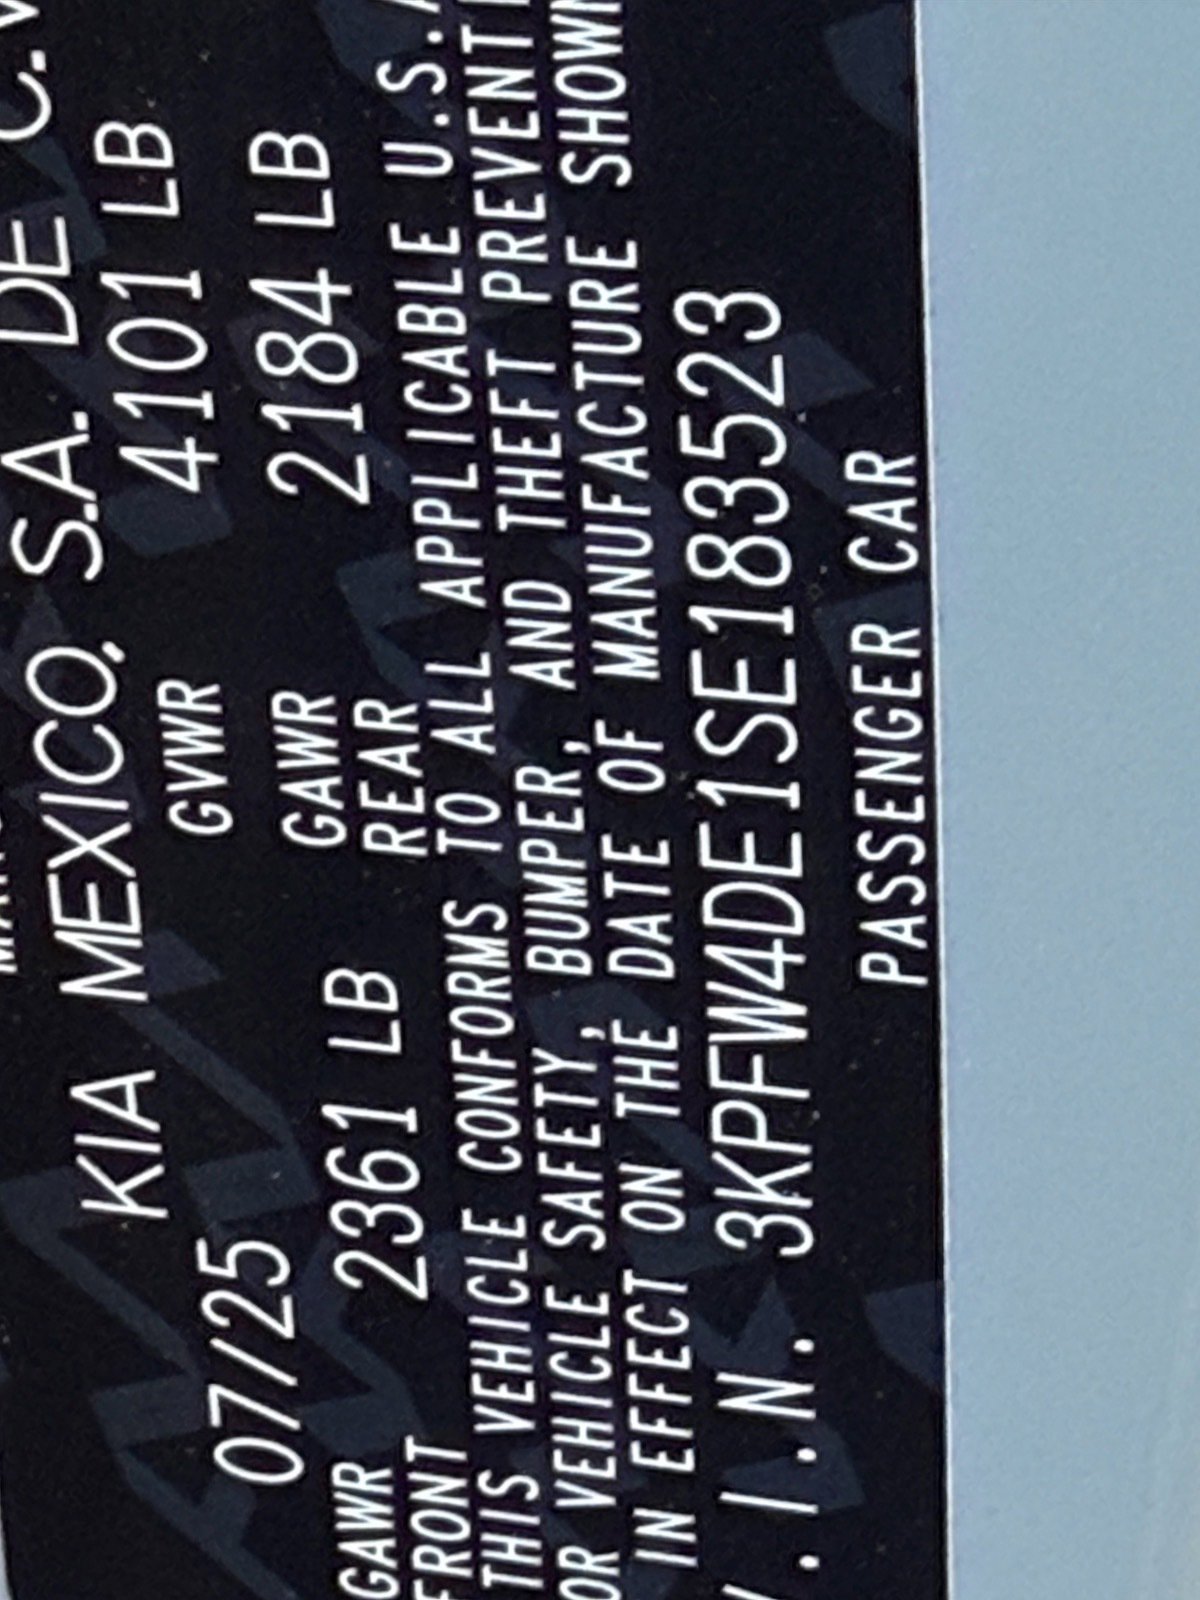 KIA MEXICO, S.A. DE C.V
07/25 GVWR 4101 LB
GAWR FRONT 2361 LB GAWR REAR 2184 LB
THIS VEHICLE CONFORMS TO ALL APPLICABLE U.S.
OR VEHICLE SAFETY, BUMPER, AND THEFT PREVENT
IN EFFECT ON THE DATE OF MANUFACTURE SHOWN
V.I.N. 3KPFW4DE1SE183523
PASSENGER CAR